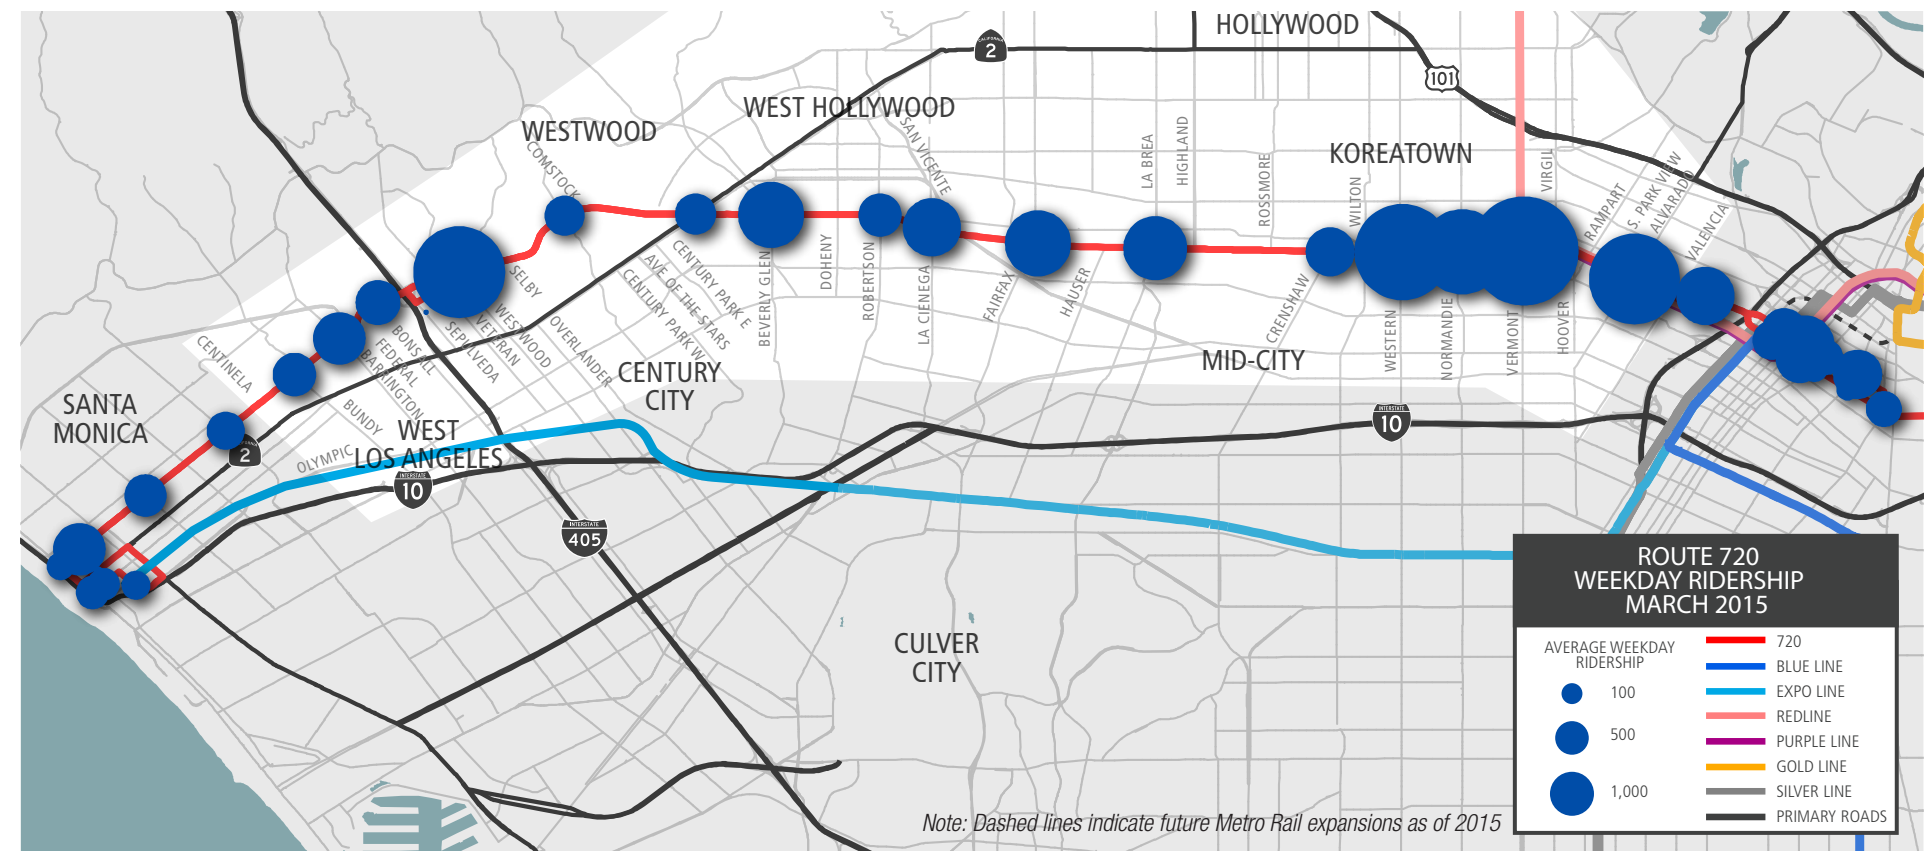 HOLLYWOOD
CALIFORNIA
2
101
WEST HOLLYWOOD
WESTWOOD
KOREATOWN
COMSTOCK
SAN VICENTE
LA BREA
HIGHLAND
ROSSMORE
WILTON
VIRGIL
RAMPART
S. PARK VIEW
ALVARADO
VALENCIA
SELBY
WESTWOOD
VETERAN
SEPULVEDA
OVERLANDER
CENTURY PARK E
AVE OF THE STARS
CENTURY PARK W
BEVERLY GLEN
DOHENY
ROBERTSON
LA CIENEGA
FAIRFAX
HAUSER
CRENSHAW
WESTERN
NORMANDIE
VERMONT
HOOVER
CENTINELA
BONSALL
FEDERAL
BARRINGTON
BUNDY
OLYMPIC
CENTURY
CITY
MID-CITY
SANTA
MONICA
2
WEST
LOS ANGELES
INTERSTATE
10
INTERSTATE
10
INTERSTATE
405
CULVER
CITY
ROUTE 720
WEEKDAY RIDERSHIP
MARCH 2015
AVERAGE WEEKDAY
RIDERSHIP
100
500
1,000
720
BLUE LINE
EXPO LINE
REDLINE
PURPLE LINE
GOLD LINE
SILVER LINE
PRIMARY ROADS
Note: Dashed lines indicate future Metro Rail expansions as of 2015